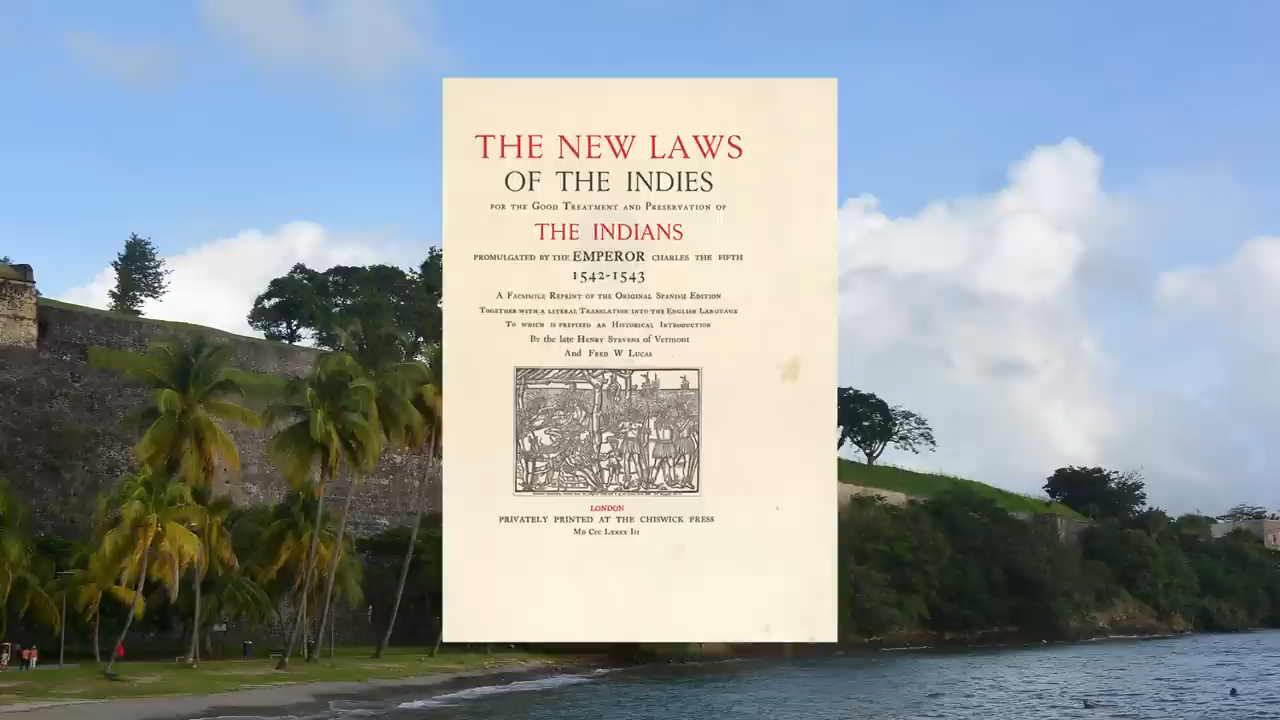 THE NEW LAWS
OF THE INDIES
FOR THE GOOD TREATMENT AND PRESERVATION OF
THE INDIANS
PROMULGATED BY THE EMPEROR CHARLES THE FIFTH
1542-1543
A FACSIMILE REPRINT OF THE ORIGINAL SPANISH EDITION
TOGETHER WITH A LITERAL TRANSLATION INTO THE ENGLISH LANGUAGE
TO WHICH IS PREFIXED AN HISTORICAL INTRODUCTION
By the late HENRY STEVENS of Vermont
And FRED W LUCAS
LONDON
PRIVATELY PRINTED AT THE CHISWICK PRESS
MD CCC LXXXX III